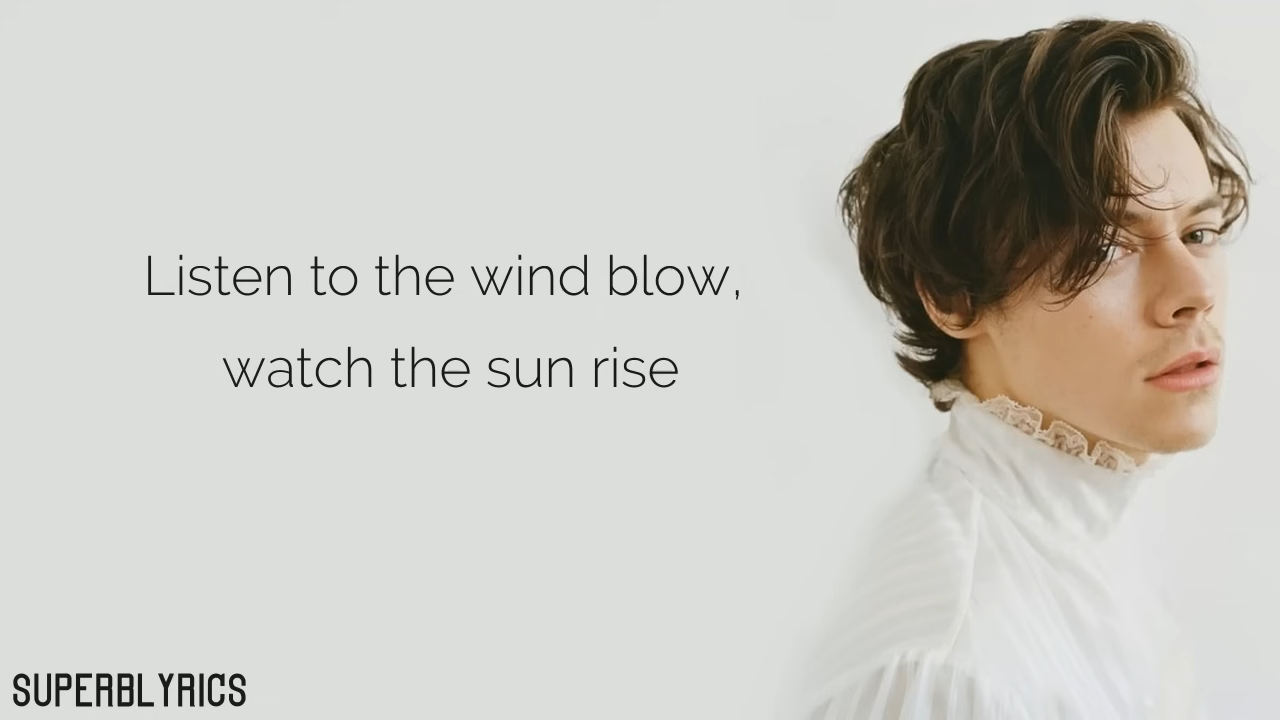 Listen to the wind blow,
watch the sun rise
SUPERBLYRICS